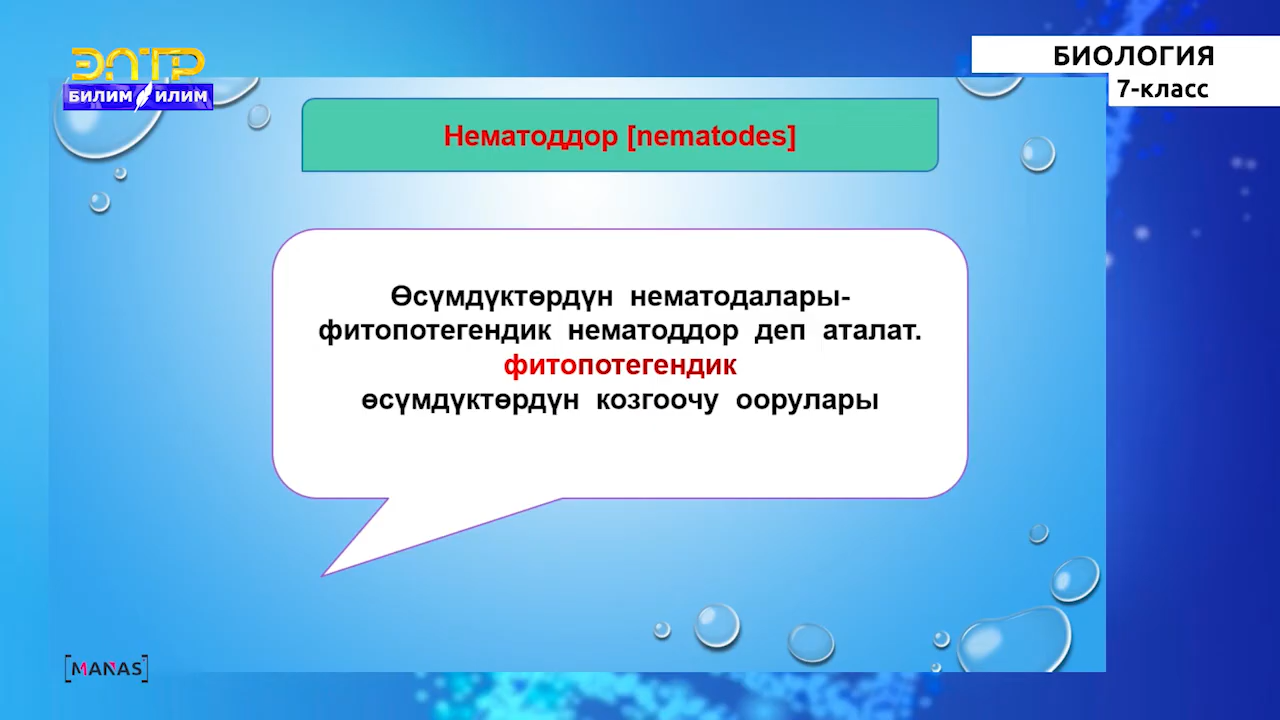 ЭЛТР
БИЛИМ ИЛИМ
БИОЛОГИЯ
7-класс
Нематоддор [nematodes]
Өсүмдүктөрдүн нематодалары-
фитопотегендик нематоддор деп аталат.
фитопотегендик
өсүмдүктөрдүн козгоочу оорулары
[MANAS]